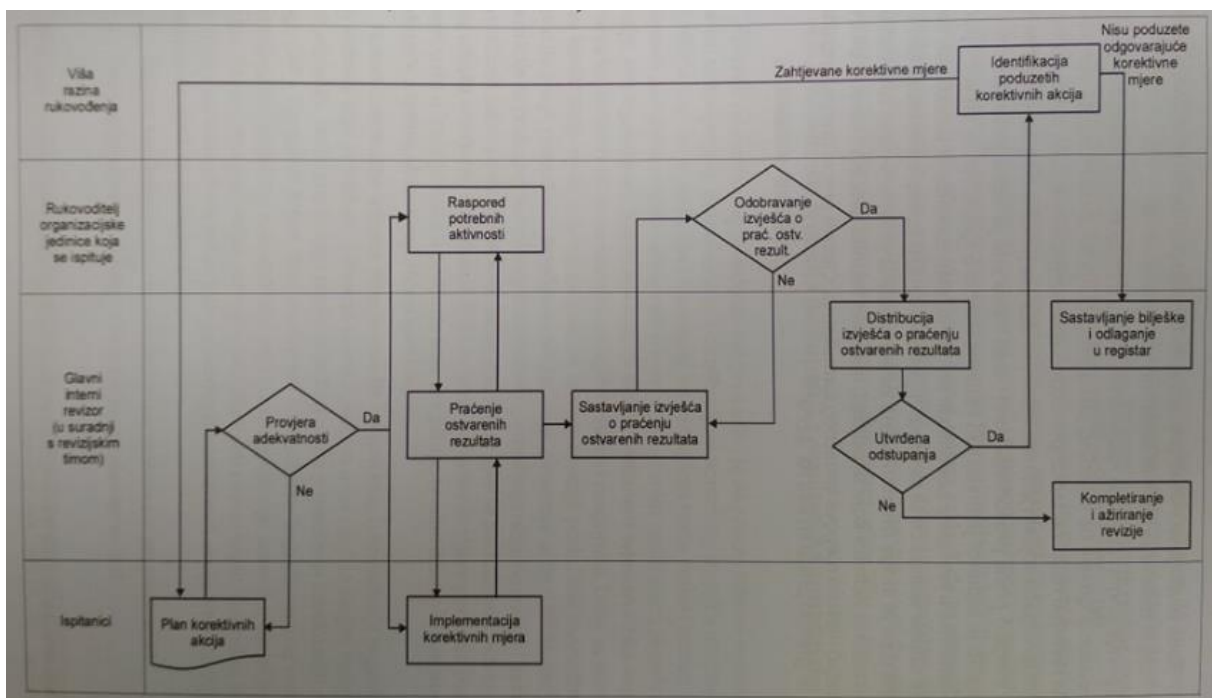 Viša
razina
rukovođenja
Zahtjevane korektivne mjere
Identifikacija
poduzetih
korektivnih akcija
Nisu poduzete
odgovarajuće
korektivne
mjere
Rukovoditelj
organizacijske
jedinice koja
se ispituje
Raspored
potrebnih
aktivnosti
Odobravanje
izvješća o
prać. ostv.
rezult.
Da
Ne
Glavni
interni
revizor
(u suradnji
s revizijskim
timom)
Provjera
adekvatnosti
Da
Ne
Praćenje
ostvarenih
rezultata
Sastavljanje izvješća
o praćenju
ostvarenih rezultata
Distribucija
izvješća o praćenju
ostvarenih rezultata
Sastavljanje bilješke
i odlaganje
u registar
Utvrđena
odstupanja
Da
Ne
Kompletiranje
i ažiriranje
revizije
Ispitanici
Plan korektivnih
akcija
Implementacija
korektivnih mjera